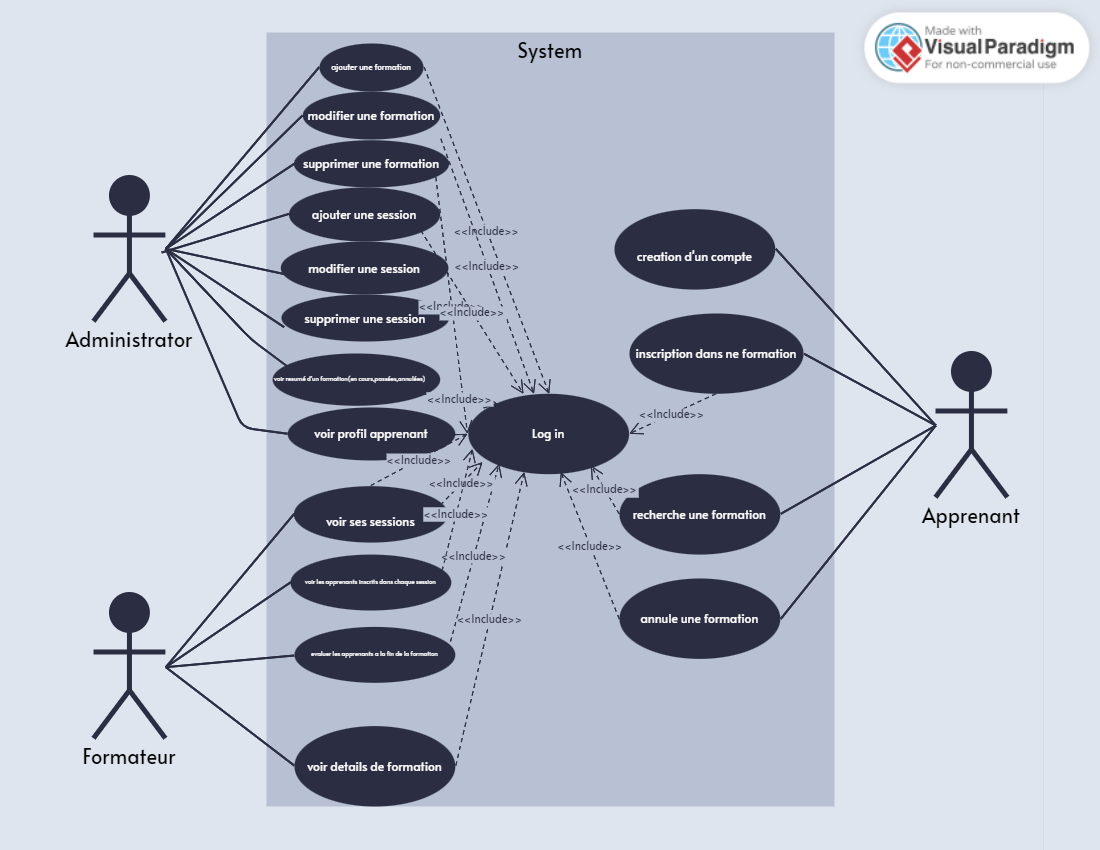 Made with
Visual Paradigm
For non-commercial use
System
ajouter une formation
modifier une formation
supprimer une formation
ajouter une session
<<Include>>
creation d'un compte
modifier une session
<<Include>>
<<Include>>
<<Include>>
supprimer une session
Administrator
inscription dans ne formation
voir resumé d'un formation(en cours,passées,annulées)
<<Include>>
<<Include>>
voir profil apprenant
Log in
<<Include>>
<<Include>>
<<Include>>
voir ses sessions
<<Include>>
recherche une formation
Apprenant
<<Include>>
<<Include>>
voir les apprenants inscrits dans chaque session
<<Include>>
annule une formation
evaluer les apprenants a la fin de la formation
Formateur
voir details de formation